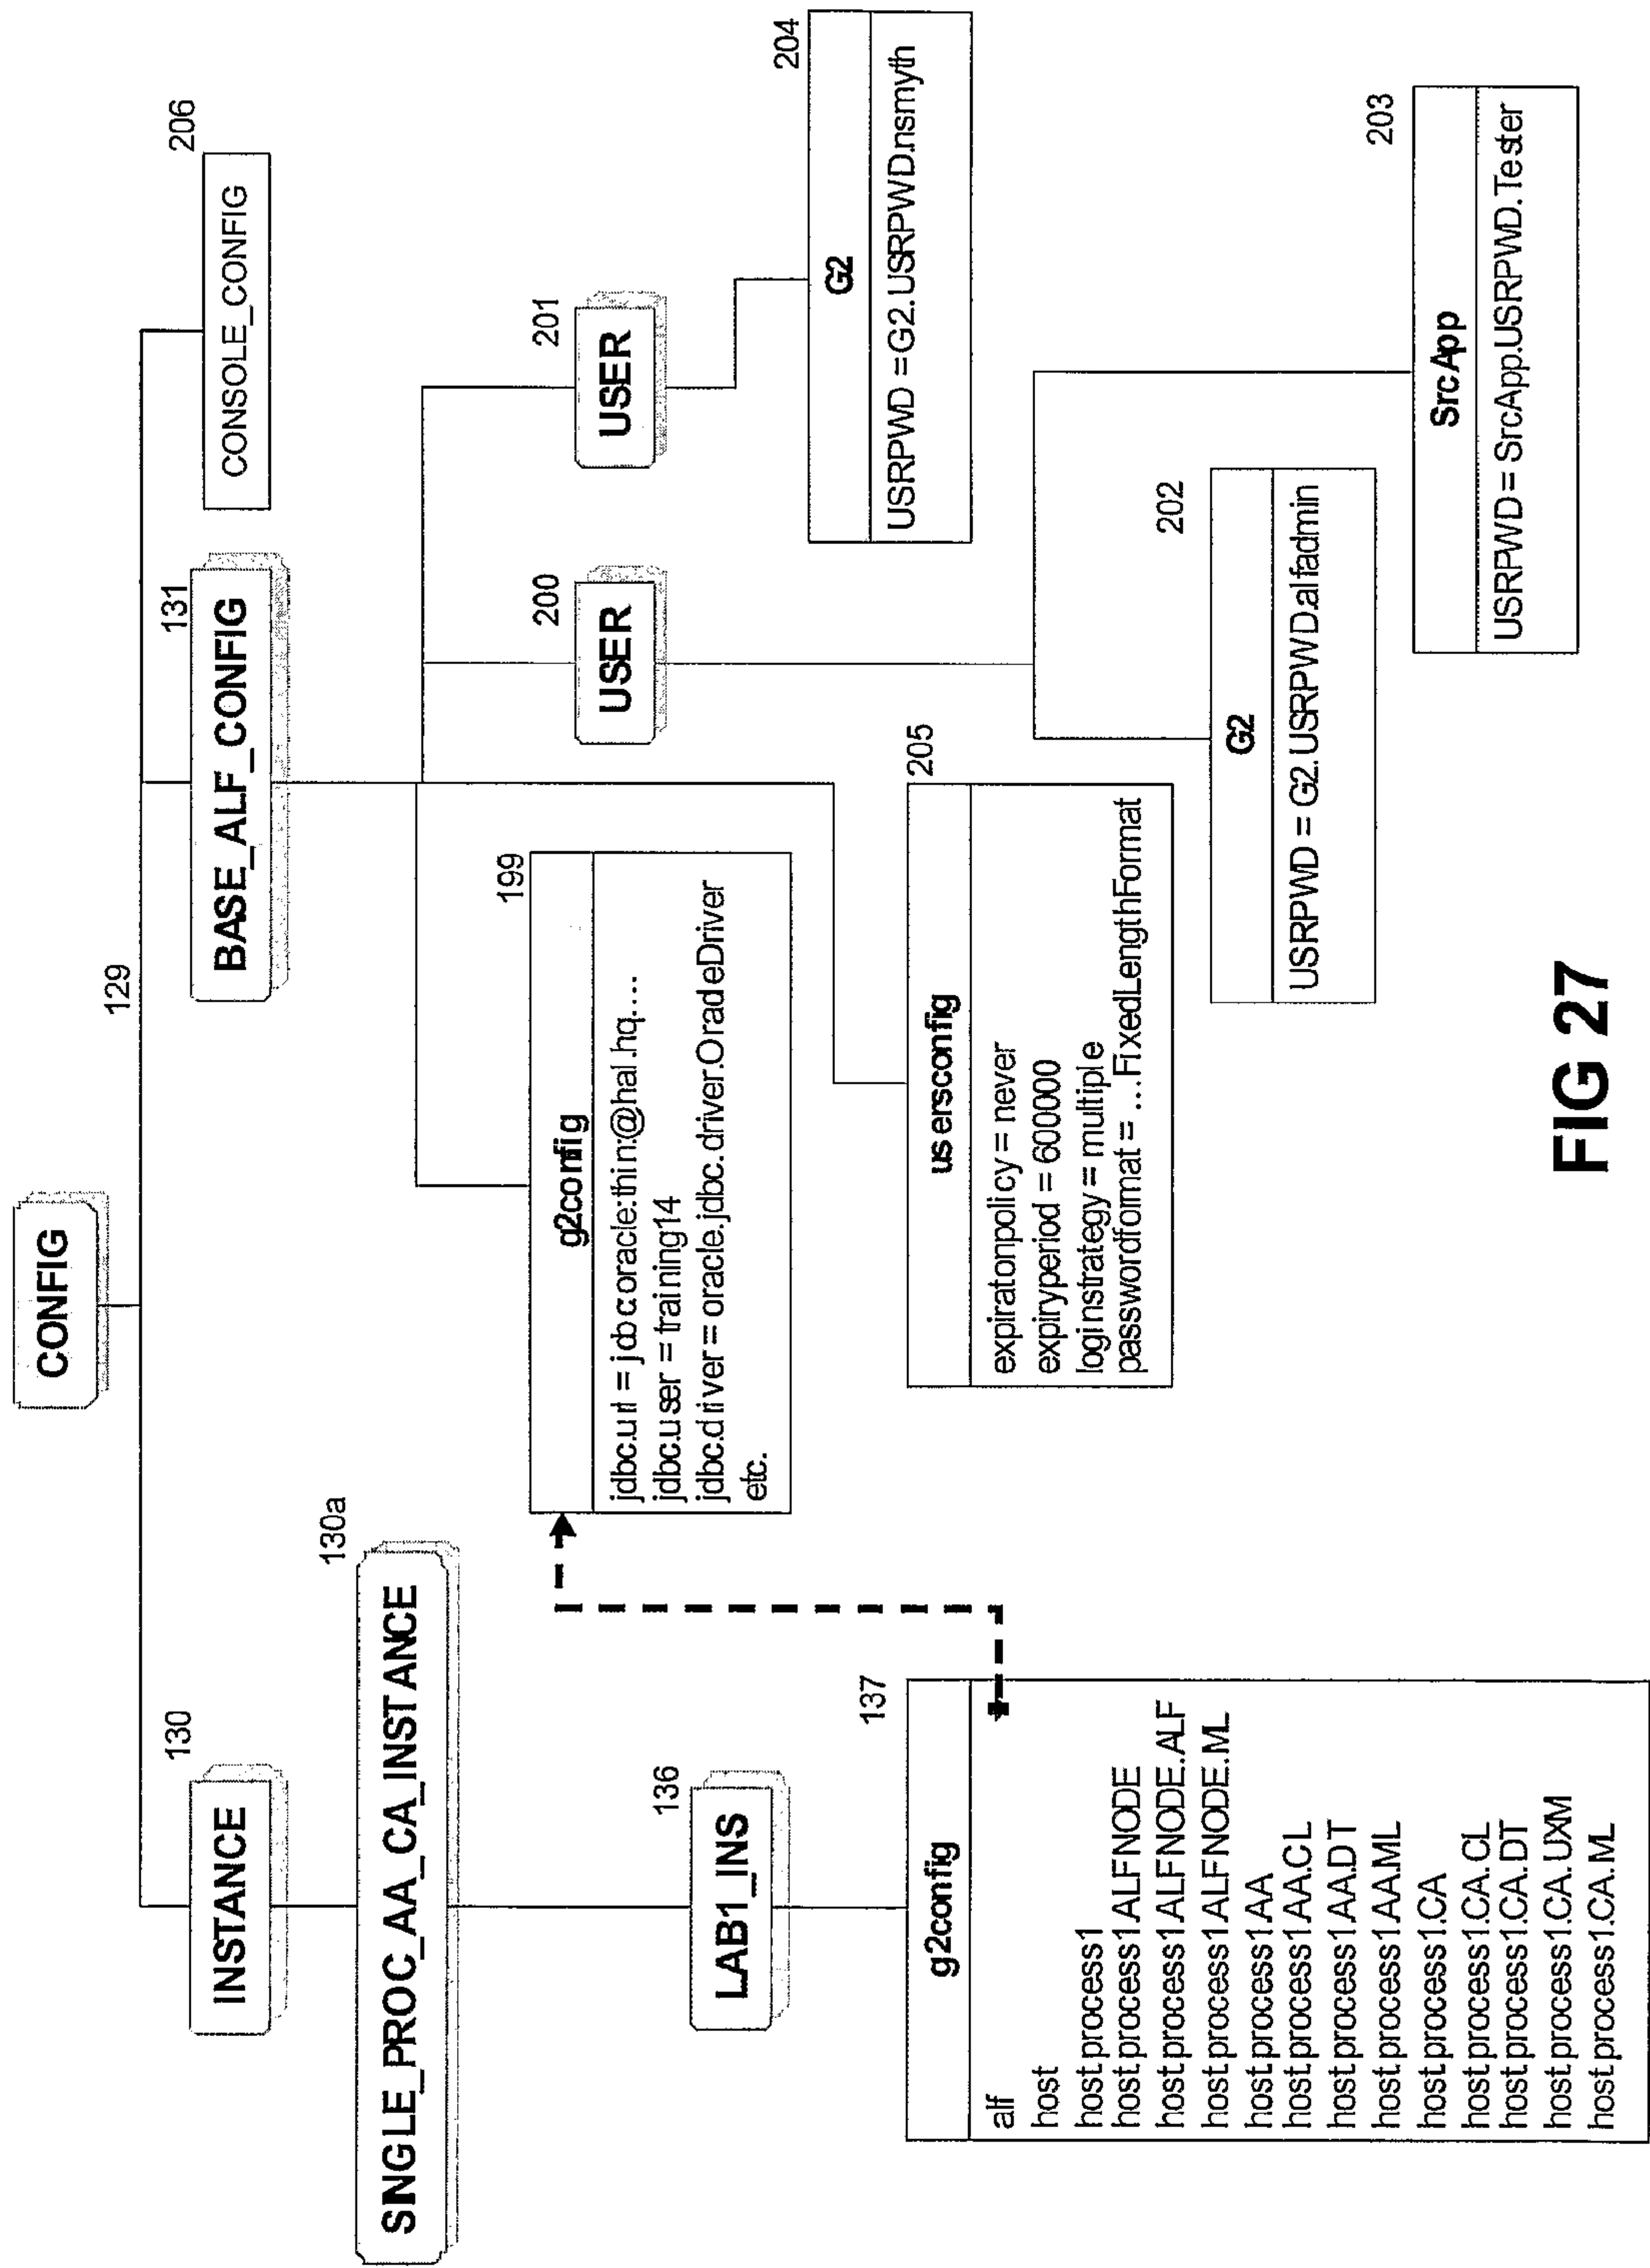 CONFIG
129
130
INSTANCE
131
BASE_ALF_CONFIG
206
CONSOLE_CONFIG
130a
SNGLE_PROC_AA_CA_INSTANCE
136
LAB1_INS
137
g2config
alf
host
host.process1
host.process1.ALFNODE
host.process1.ALFNODE.ALF
host.process1.ALFNODE.ML
host.process1.AA
host.process1.AA.CL
host.process1.AA.DT
host.process1.AA.ML
host.process1.CA
host.process1.CA.CL
host.process1.CA.DT
host.process1.CA.UXM
host.process1.CA.ML
199
g2config
jdbc.url = jdbc:oracle:thin:@hal.hq....
jdbc.user = training14
jdbc.driver = oracle.jdbc.driver.OracleDriver
etc.
200
USER
201
USER
204
G2
USRPWD = G2.USRPWD.nsmyth
205
usersconfig
expiratonpolicy = never
expiryperiod = 600000
loginstrategy = multiple
passwordformat = ...FixedLengthFormat
202
G2
USRPWD = G2.USRPWD.alfadmin
203
SrcApp
USRPWD = SrcApp.USRPWD.Tester
FIG 27